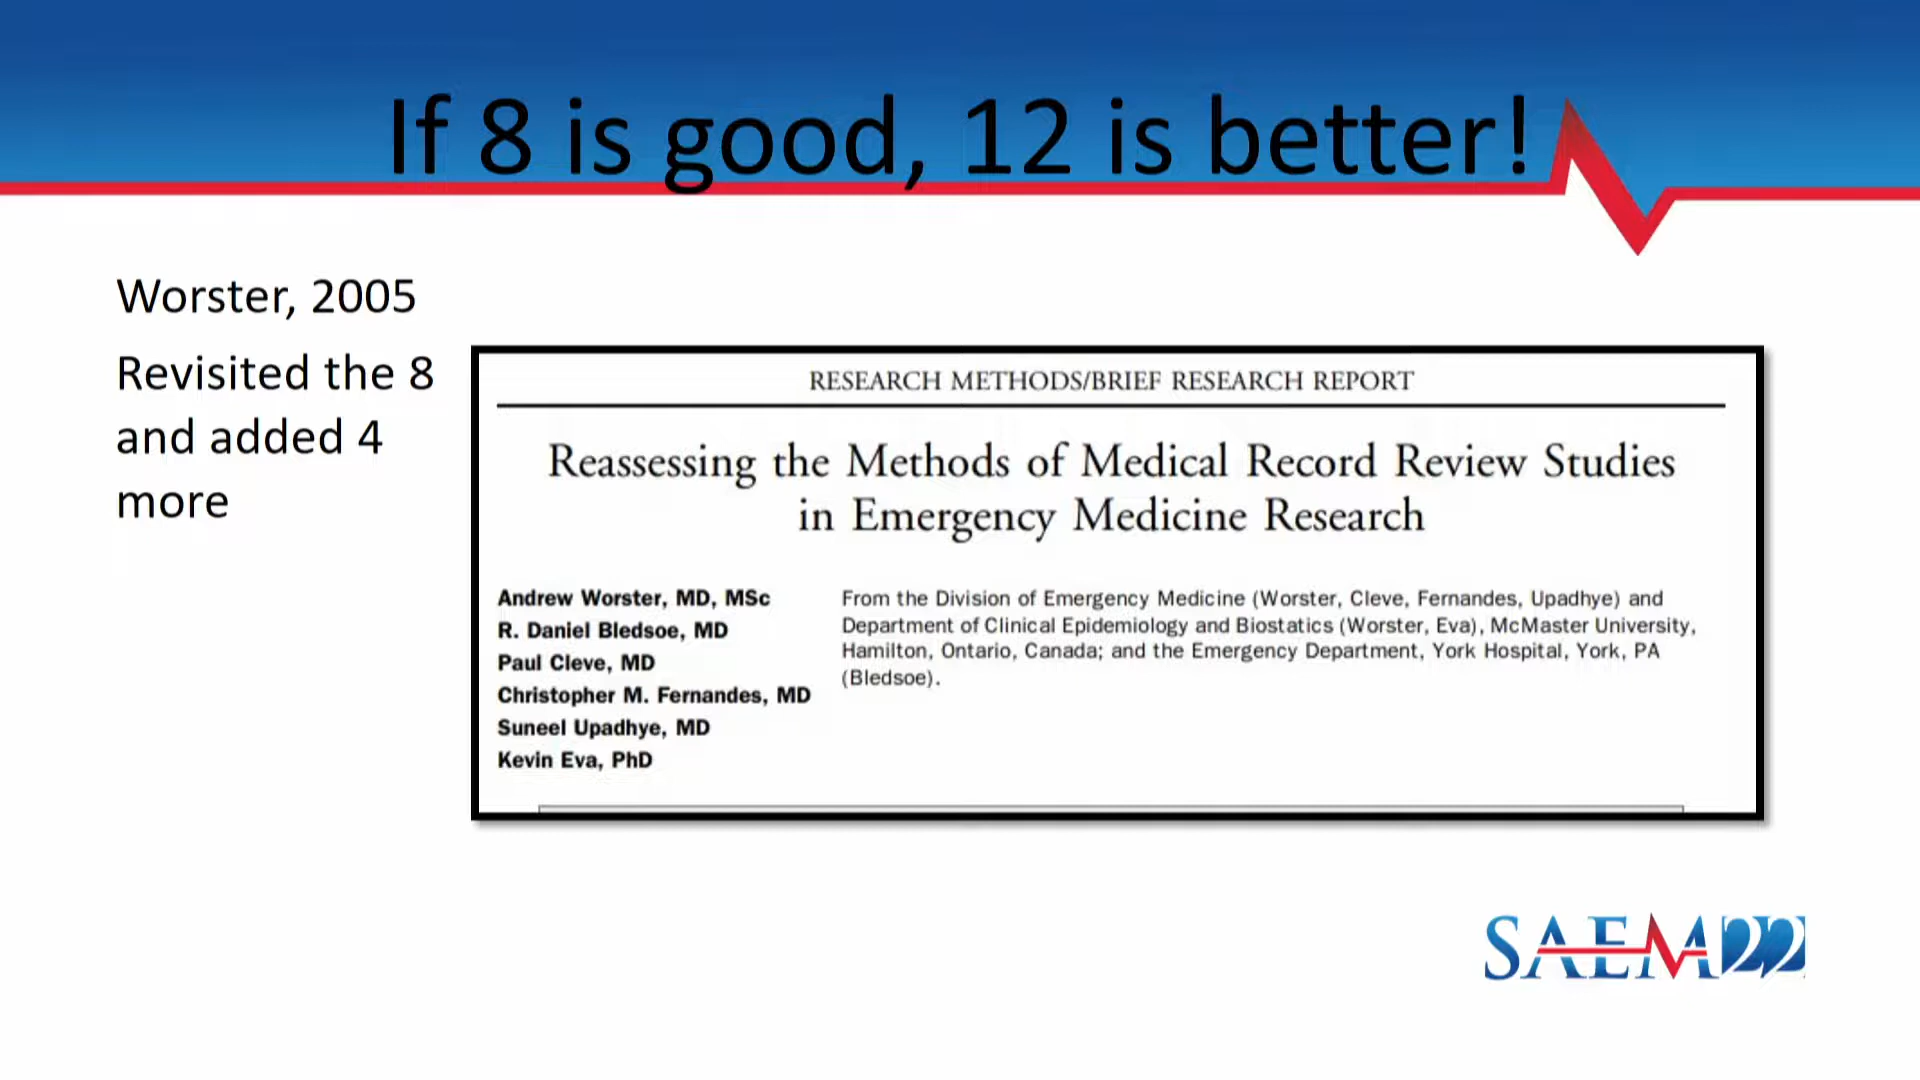 If 8 is good, 12 is better!
Worster, 2005
Revisited the 8
and added 4
more
RESEARCH METHODS/BRIEF RESEARCH REPORT
Reassessing the Methods of Medical Record Review Studies
in Emergency Medicine Research
Andrew Worster, MD, MSc
R. Daniel Bledsoe, MD
Paul Cleve, MD
Christopher M. Fernandes, MD
Suneel Upadhye, MD
Kevin Eva, PhD
From the Division of Emergency Medicine (Worster, Cleve, Fernandes, Upadhye) and
Department of Clinical Epidemiology and Biostatics (Worster, Eva), McMaster University,
Hamilton, Ontario, Canada; and the Emergency Department, York Hospital, York, PA
(Bledsoe).
SAEM22